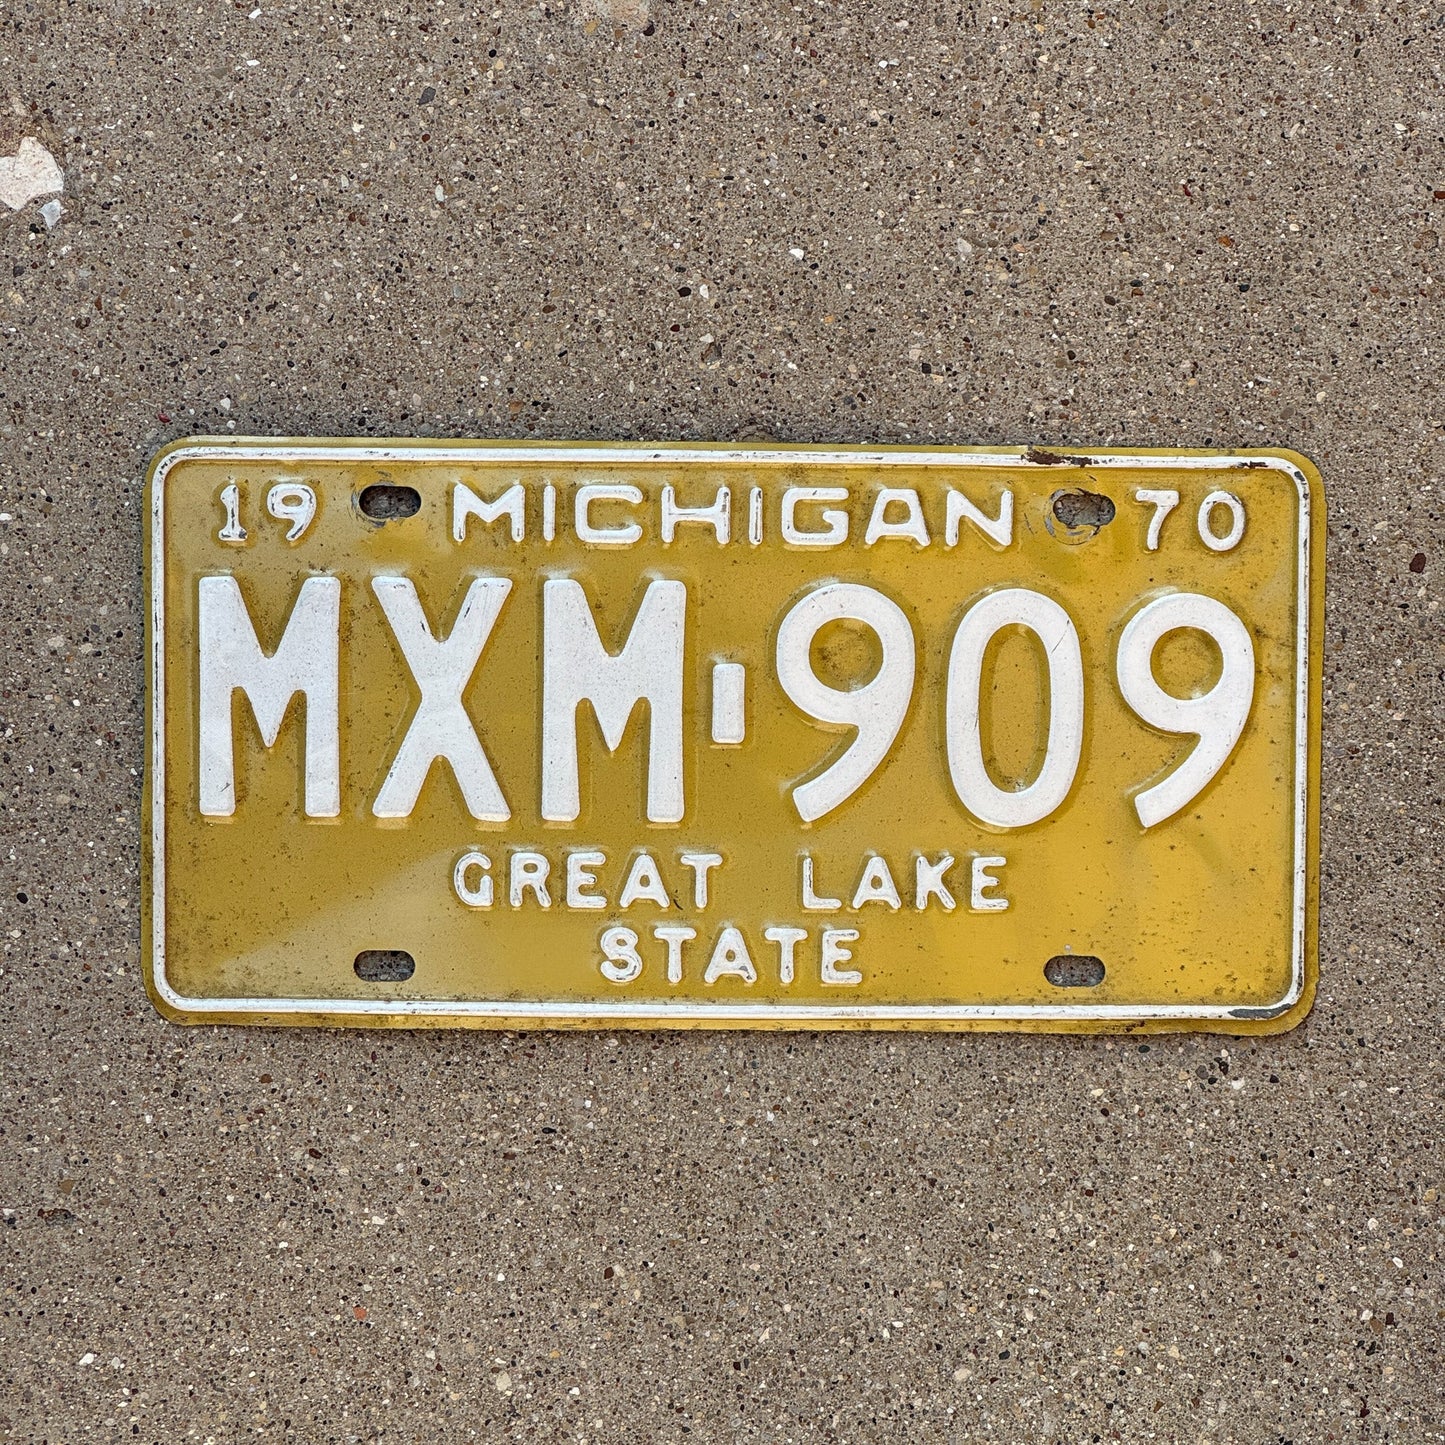 19 MICHIGAN 70
MXM-909
GREAT LAKE
STATE